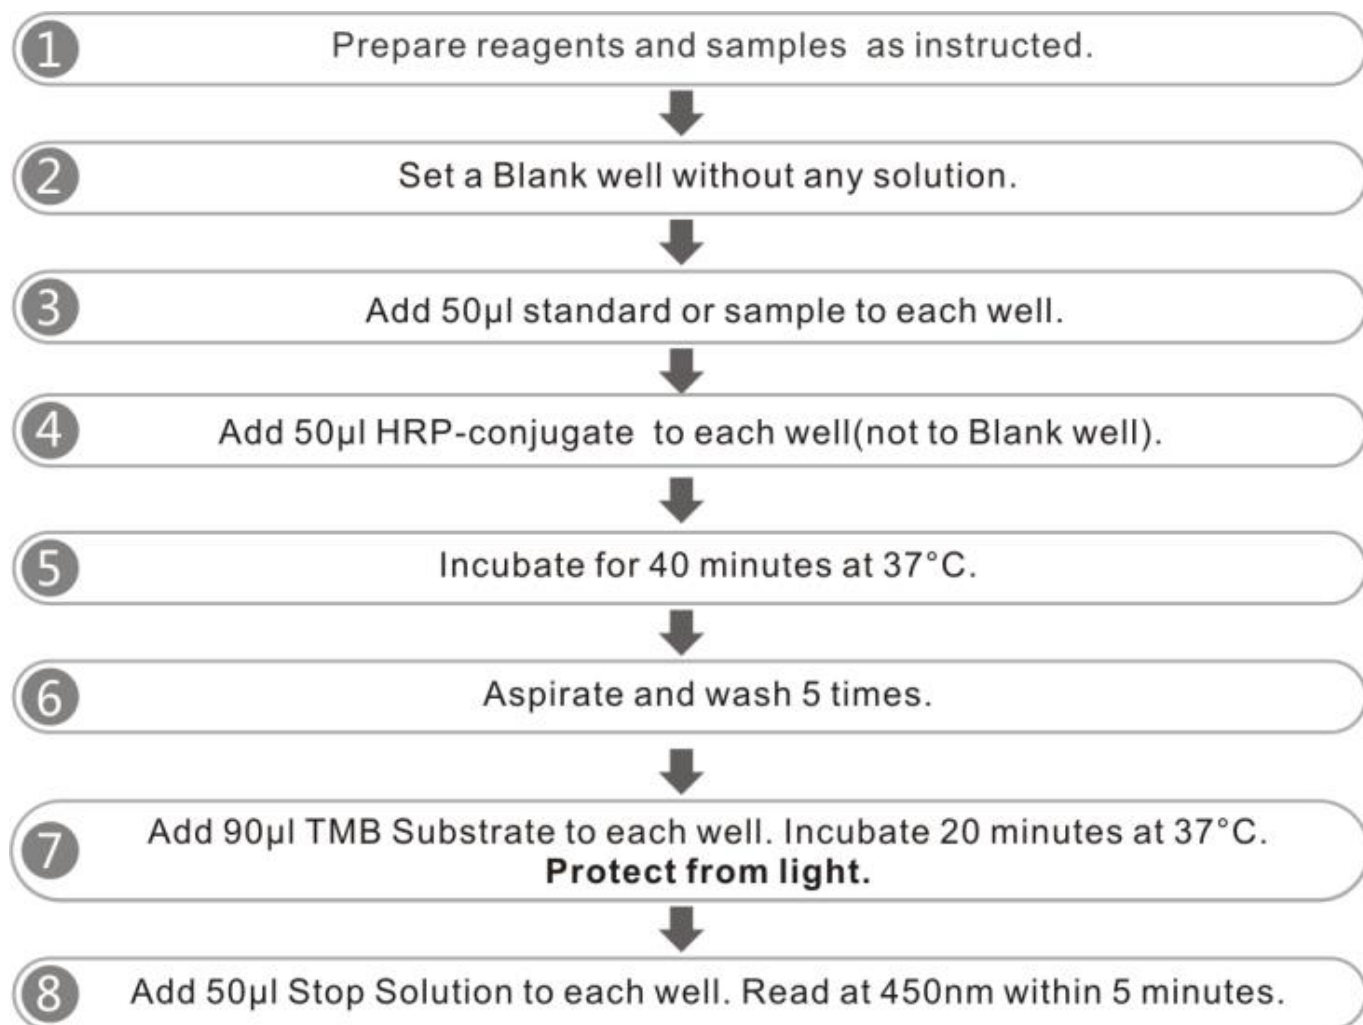 1 Prepare reagents and samples as instructed.
2 Set a Blank well without any solution.
3 Add 50µl standard or sample to each well.
4 Add 50µl HRP-conjugate to each well(not to Blank well).
5 Incubate for 40 minutes at 37°C.
6 Aspirate and wash 5 times.
7 Add 90µl TMB Substrate to each well. Incubate 20 minutes at 37°C.
Protect from light.
8 Add 50µl Stop Solution to each well. Read at 450nm within 5 minutes.